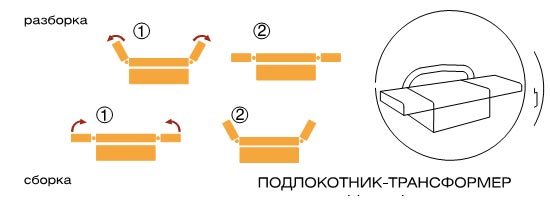 разборка
① ②
① ②
сборка
ПОДЛОКОТНИК-ТРАНСФОРМЕР